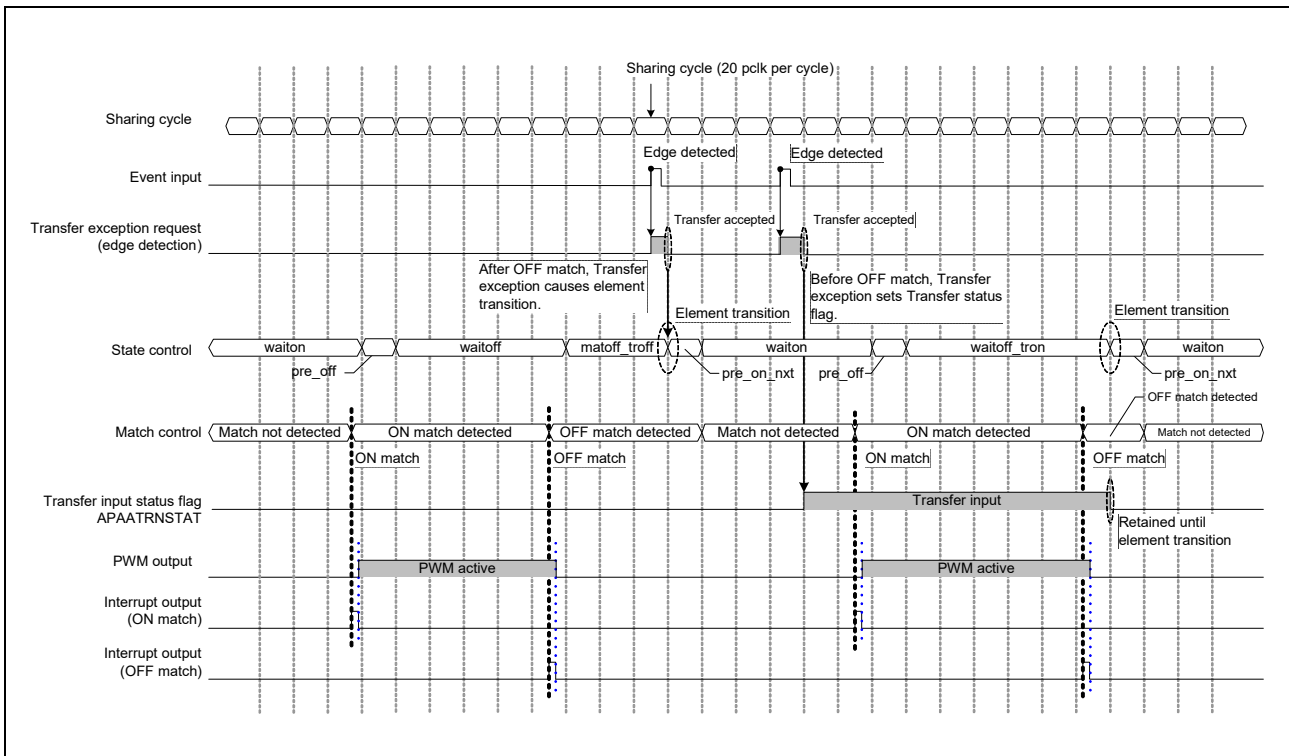 Sharing cycle (20 pclk per cycle)
Sharing cycle
Edge detected
Edge detected
Event input
Transfer accepted
Transfer accepted
Transfer exception request
(edge detection)
After OFF match, Transfer
exception causes element
transition.
Before OFF match, Transfer
exception sets Transfer status
flag.
Element transition
Element transition
State control
waiton
waitoff
matoff_troff
waiton
waitoff_tron
waiton
pre_off
pre_on_nxt
pre_off
pre_on_nxt
OFF match detected
Match control
Match not detected
ON match detected
OFF match detected
Match not detected
ON match detected
Match not detected
ON match
OFF match
ON match
OFF match
Transfer input status flag
APAATRNSTAT
Transfer input
Retained until
element transition
PWM output
PWM active
PWM active
Interrupt output
(ON match)
Interrupt output
(OFF match)